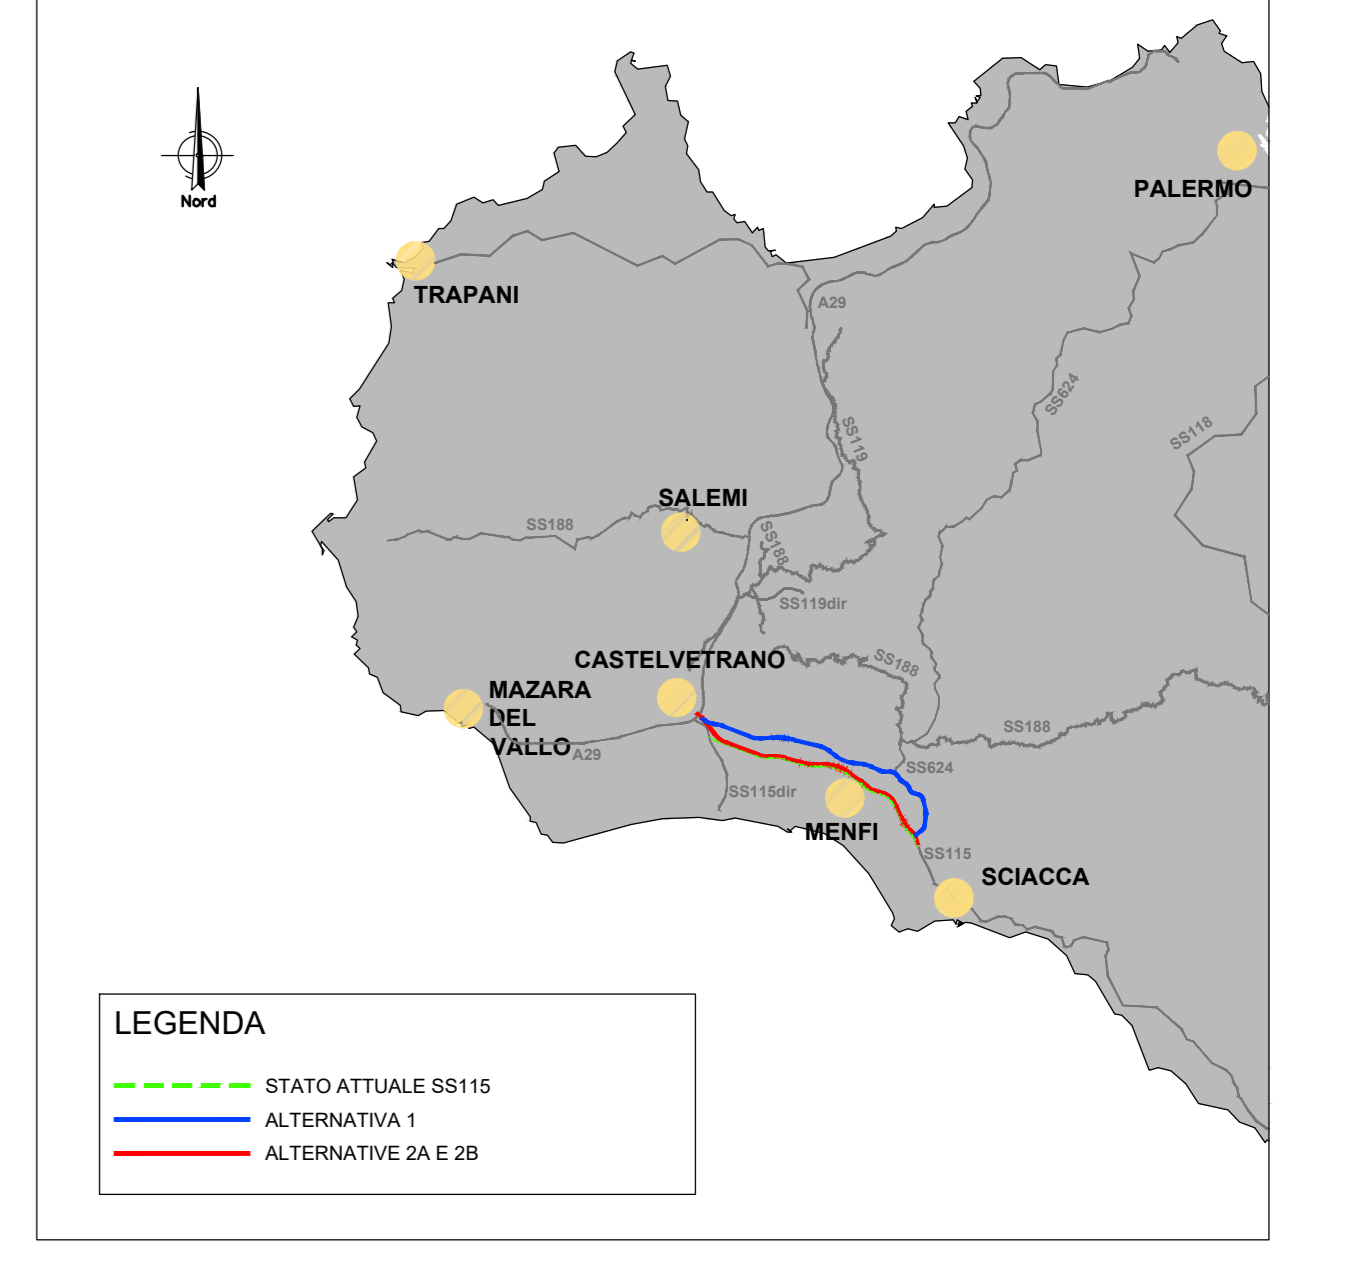 Nord
PALERMO
TRAPANI
A29
SS624
SS119
SS118
SALEMI
SS188
SS188
SS119dir
CASTELVETRANO
SS188
MAZARA
DEL
VALLO
A29
SS188
SS624
SS115dir
MENFI
SS115
SCIACCA
LEGENDA
STATO ATTUALE SS115
ALTERNATIVA 1
ALTERNATIVE 2A E 2B